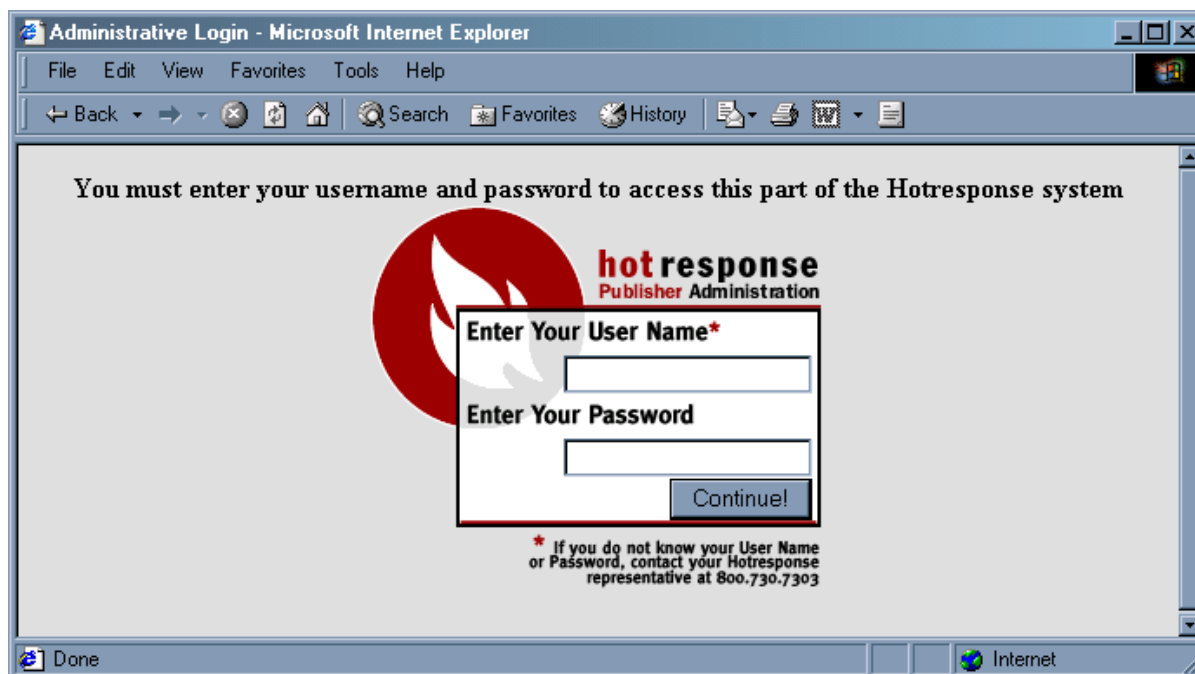 Administrative Login - Microsoft Internet Explorer
File Edit View Favorites Tools Help
Back Search Favorites History W
You must enter your username and password to access this part of the Hotresponse system
hot response
Publisher Administration
Enter Your User Name*
Enter Your Password
Continue!
* If you do not know your User Name
or Password, contact your Hotresponse
representative at 800.730.7303
Done Internet